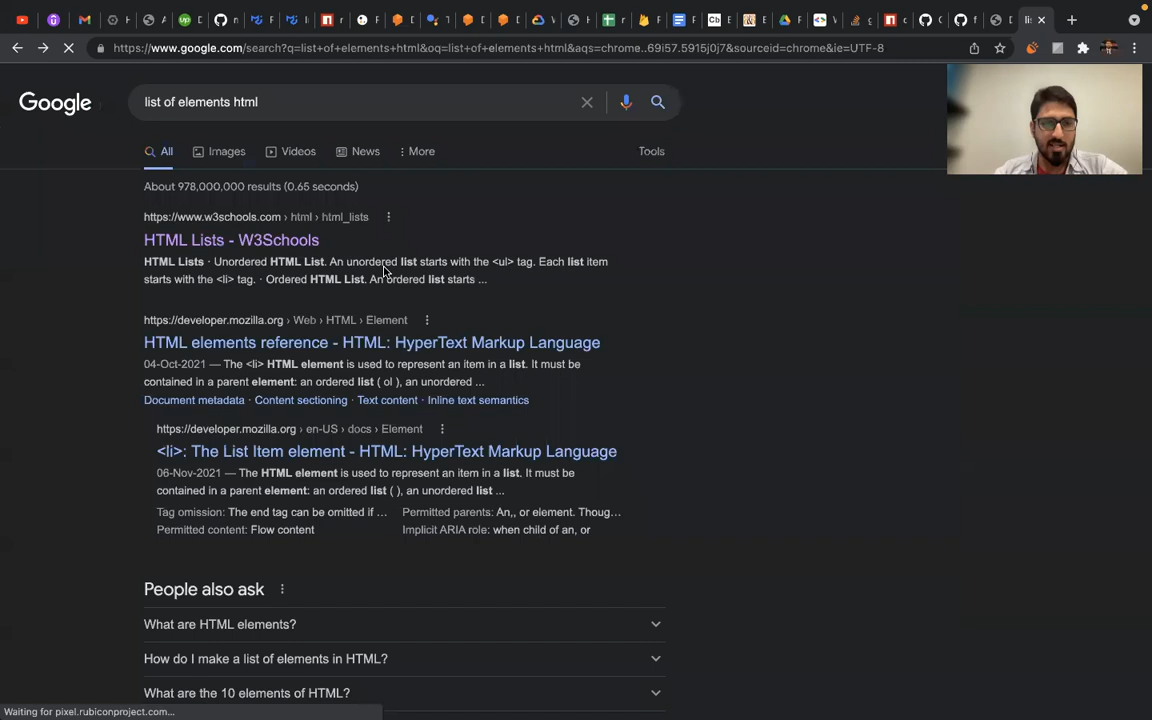 https://www.google.com/search?q=list+of+elements+html&oq=list+of+elements+html&aqs=chrome..69i57.5915j0j7&sourceid=chrome&ie=UTF-8
Google
list of elements html
All
Images
Videos
News
More
Tools
About 978,000,000 results (0.65 seconds)
https://www.w3schools.com › html › html_lists
HTML Lists - W3Schools
HTML Lists · Unordered HTML List. An unordered list starts with the <ul> tag. Each list item
starts with the <li> tag. · Ordered HTML List. An ordered list starts ...
https://developer.mozilla.org › Web › HTML › Element
HTML elements reference - HTML: HyperText Markup Language
04-Oct-2021 — The <li> HTML element is used to represent an item in a list. It must be
contained in a parent element: an ordered list ( ol ), an unordered ...
Document metadata · Content sectioning · Text content · Inline text semantics
https://developer.mozilla.org › en-US › docs › Element
<li>: The List Item element - HTML: HyperText Markup Language
06-Nov-2021 — The HTML element is used to represent an item in a list. It must be
contained in a parent element: an ordered list ( ), an unordered list ...
Tag omission: The end tag can be omitted if ... Permitted parents: An,, or element. Thoug...
Permitted content: Flow content Implicit ARIA role: when child of an, or
People also ask
What are HTML elements?
How do I make a list of elements in HTML?
What are the 10 elements of HTML?
Waiting for pixel.rubiconproject.com...